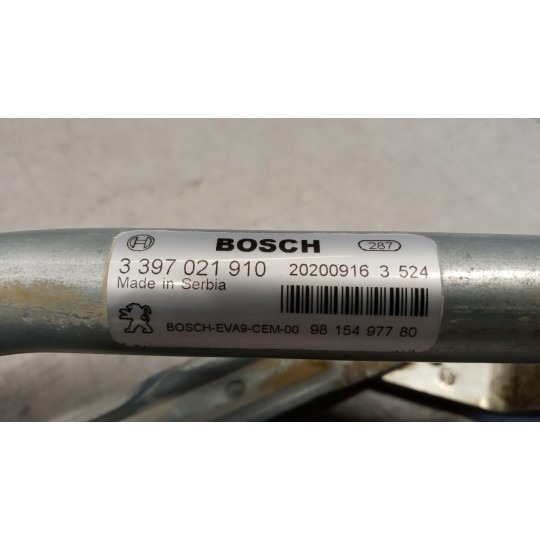 BOSCH 287
3 397 021 910 20200916 3 524
Made in Serbia
BOSCH-EVA9-CEM-00 98 154 977 80